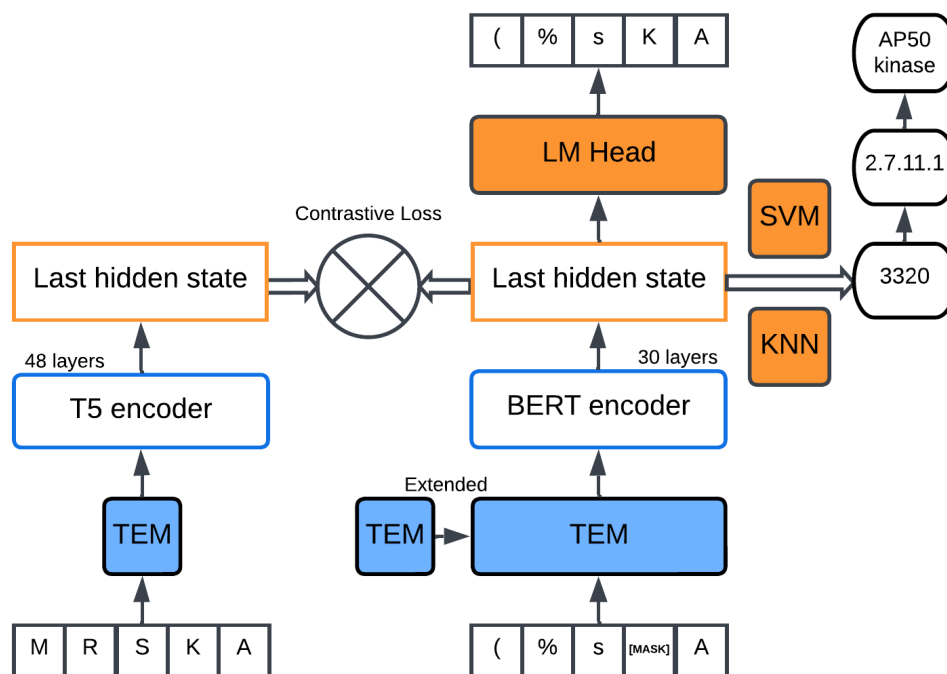 ( % s K A
AP50
kinase
LM Head
2.7.11.1
SVM
Contrastive Loss
Last hidden state
Last hidden state
3320
KNN
48 layers
30 layers
T5 encoder
BERT encoder
Extended
TEM
TEM
TEM
M R S K A
( % s [MASK] A